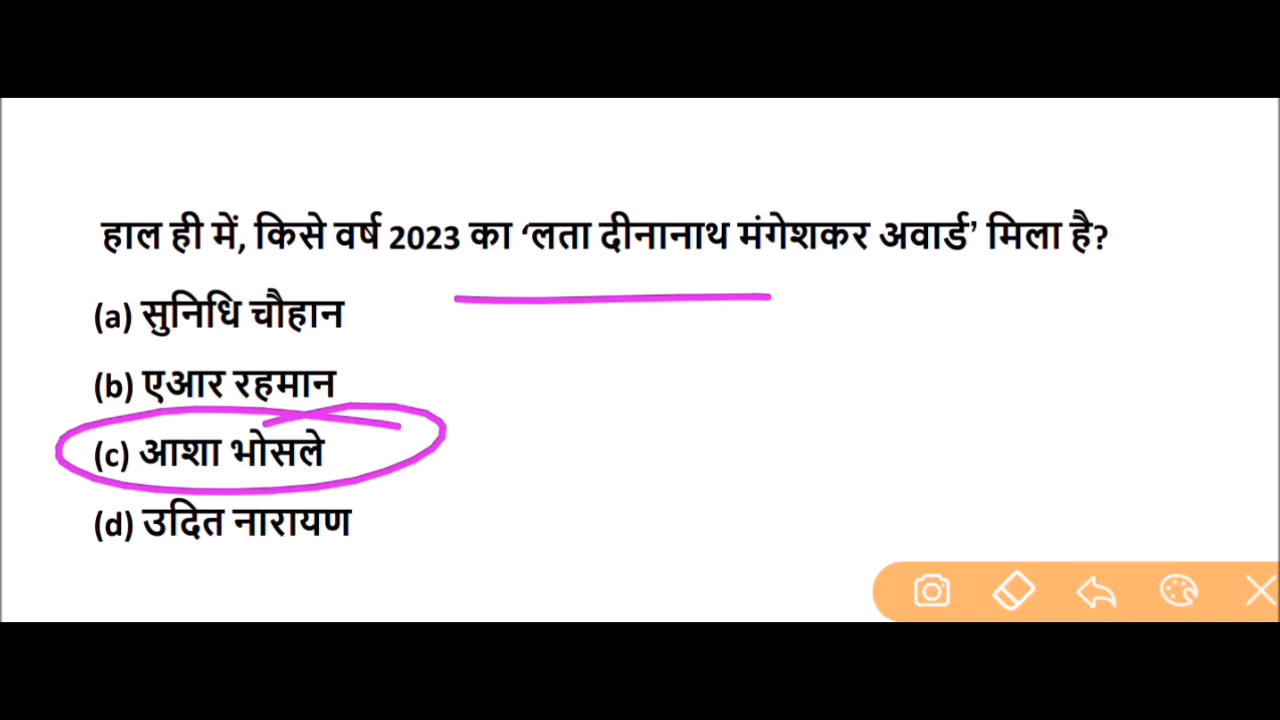 हाल ही में, किसे वर्ष 2023 का ‘लता दीनानाथ मंगेशकर अवार्ड’ मिला है?
(a) सुनिधि चौहान
(b) एआर रहमान
(c) आशा भोसले
(d) उदित नारायण